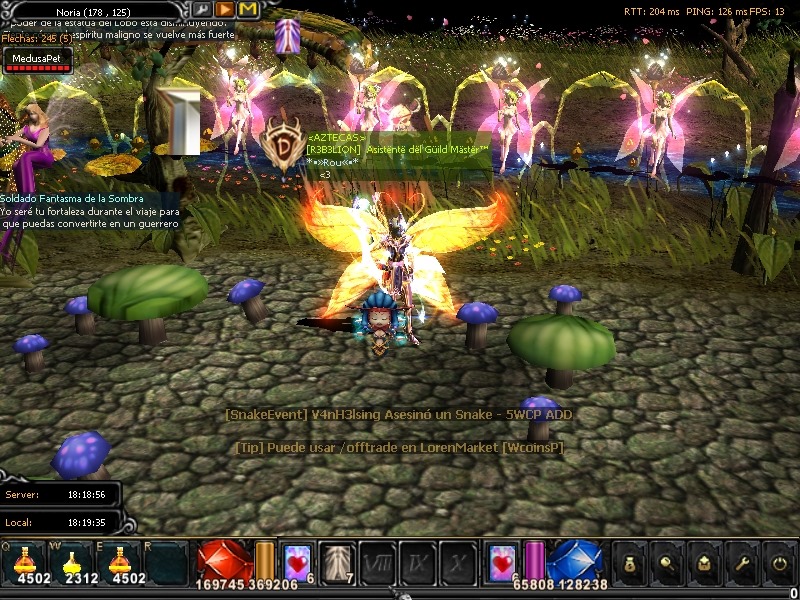 Noria (178 , 125)
M
RTT: 204 ms PING: 126 ms FPS: 13
poder de la estatua del Lobo está disminuyendo.
espíritu maligno se vuelve más fuerte
Flechas: 245 (5)
MedusaPet
<AZTECAS>
[R3B3LION] Asistente del Guild Master™
*•»Rou«•*
<3
D
Soldado Fantasma de la Sombra
Yo seré tu fortaleza durante el viaje para
que puedas convertirte en un guerrero
[SnakeEvent] V4nH3lsing Asesinó un Snake - 5WCP ADD
[Tip] Puede usar /offtrade en LorenMarket [WcoinsP]
Server: 18:18:56
Local: 18:19:35
Q W E R
4502 2312 4502
169745 369206
6 7 VIII IX X 6
65808 128238
0